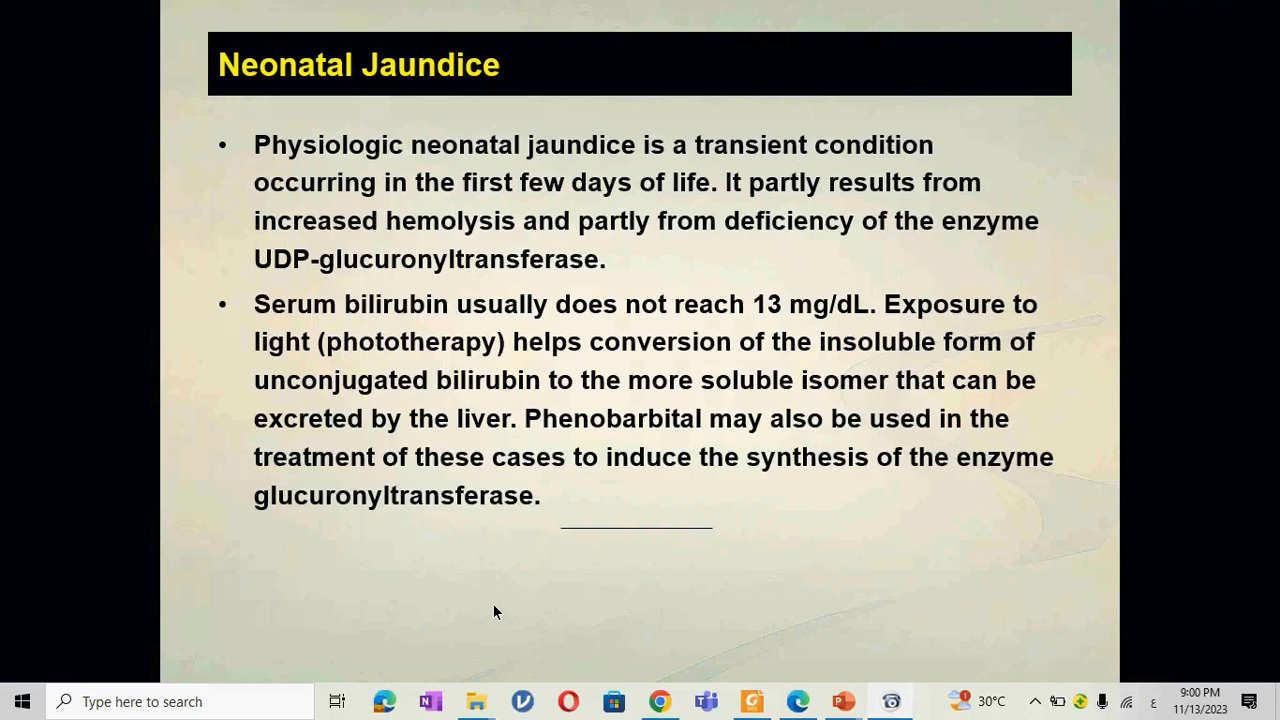 Neonatal Jaundice
• Physiologic neonatal jaundice is a transient condition
occurring in the first few days of life. It partly results from
increased hemolysis and partly from deficiency of the enzyme
UDP-glucuronyltransferase.
• Serum bilirubin usually does not reach 13 mg/dL. Exposure to
light (phototherapy) helps conversion of the insoluble form of
unconjugated bilirubin to the more soluble isomer that can be
excreted by the liver. Phenobarbital may also be used in the
treatment of these cases to induce the synthesis of the enzyme
glucuronyltransferase.
Type here to search
30°C
ع
9:00 PM
11/13/2023